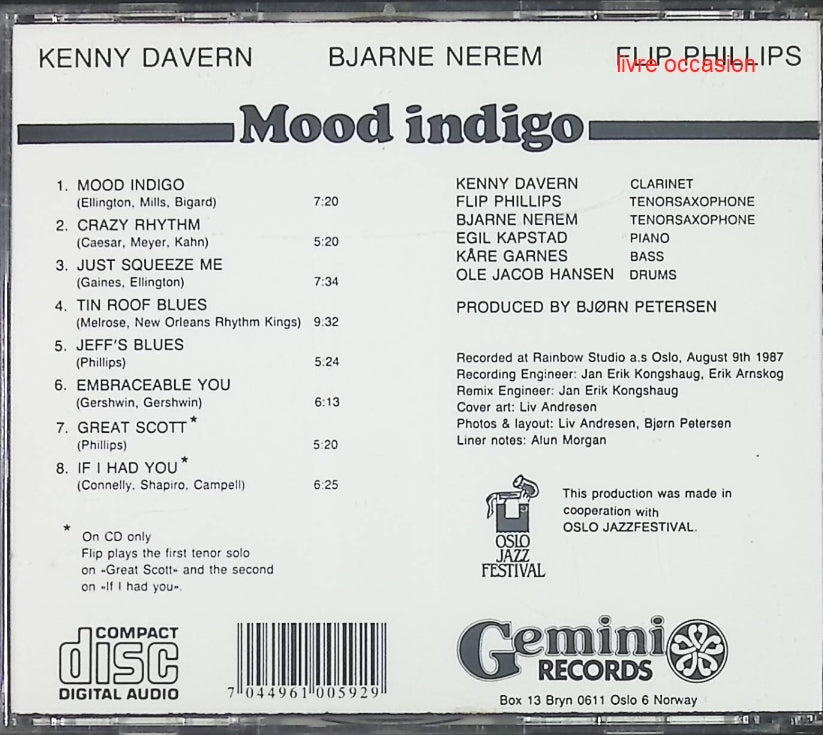 KENNY DAVERN BJARNE NEREM FLIP PHILLIPS
livre occasion
Mood indigo
1. MOOD INDIGO
(Ellington, Mills, Bigard) 7:20
2. CRAZY RHYTHM
(Caesar, Meyer, Kahn) 5:20
3. JUST SQUEEZE ME
(Gaines, Ellington) 7:34
4. TIN ROOF BLUES
(Melrose, New Orleans Rhythm Kings) 9:32
5. JEFF'S BLUES
(Phillips) 5:24
6. EMBRACEABLE YOU
(Gershwin, Gershwin) 6:13
7. GREAT SCOTT*
(Phillips) 5:20
8. IF I HAD YOU*
(Connelly, Shapiro, Campell) 6:25
* On CD only
Flip plays the first tenor solo
on «Great Scott» and the second
on «If I had you».
KENNY DAVERN CLARINET
FLIP PHILLIPS TENORSAXOPHONE
BJARNE NEREM TENORSAXOPHONE
EGIL KAPSTAD PIANO
KÅRE GARNES BASS
OLE JACOB HANSEN DRUMS
PRODUCED BY BJØRN PETERSEN
Recorded at Rainbow Studio a.s Oslo, August 9th 1987
Recording Engineer: Jan Erik Kongshaug, Erik Arnskog
Remix Engineer: Jan Erik Kongshaug
Cover art: Liv Andresen
Photos & layout: Liv Andresen, Bjørn Petersen
Liner notes: Alun Morgan
OSLO
JAZZ
FESTIVAL
This production was made in
cooperation with
OSLO JAZZFESTIVAL.
COMPACT
disc
DIGITAL AUDIO
7 044961 005929
Gemini
RECORDS
Box 13 Bryn 0611 Oslo 6 Norway